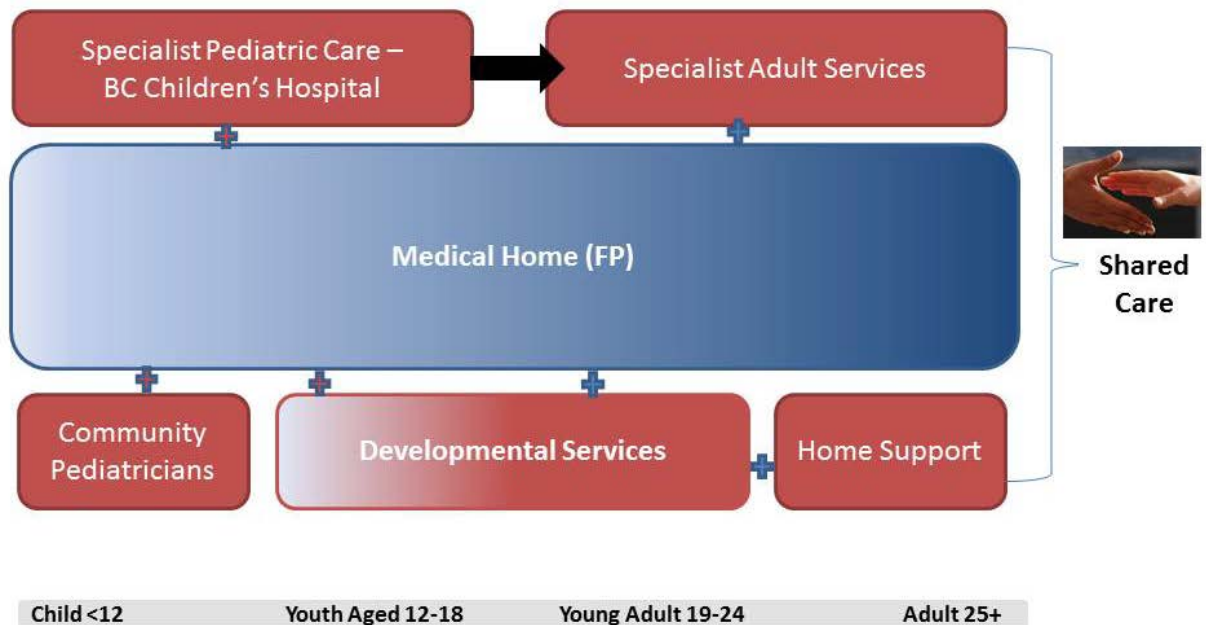 Specialist Pediatric Care –
BC Children's Hospital
Specialist Adult Services
Medical Home (FP)
Shared
Care
Community
Pediatricians
Developmental Services
Home Support
Child <12
Youth Aged 12-18
Young Adult 19-24
Adult 25+